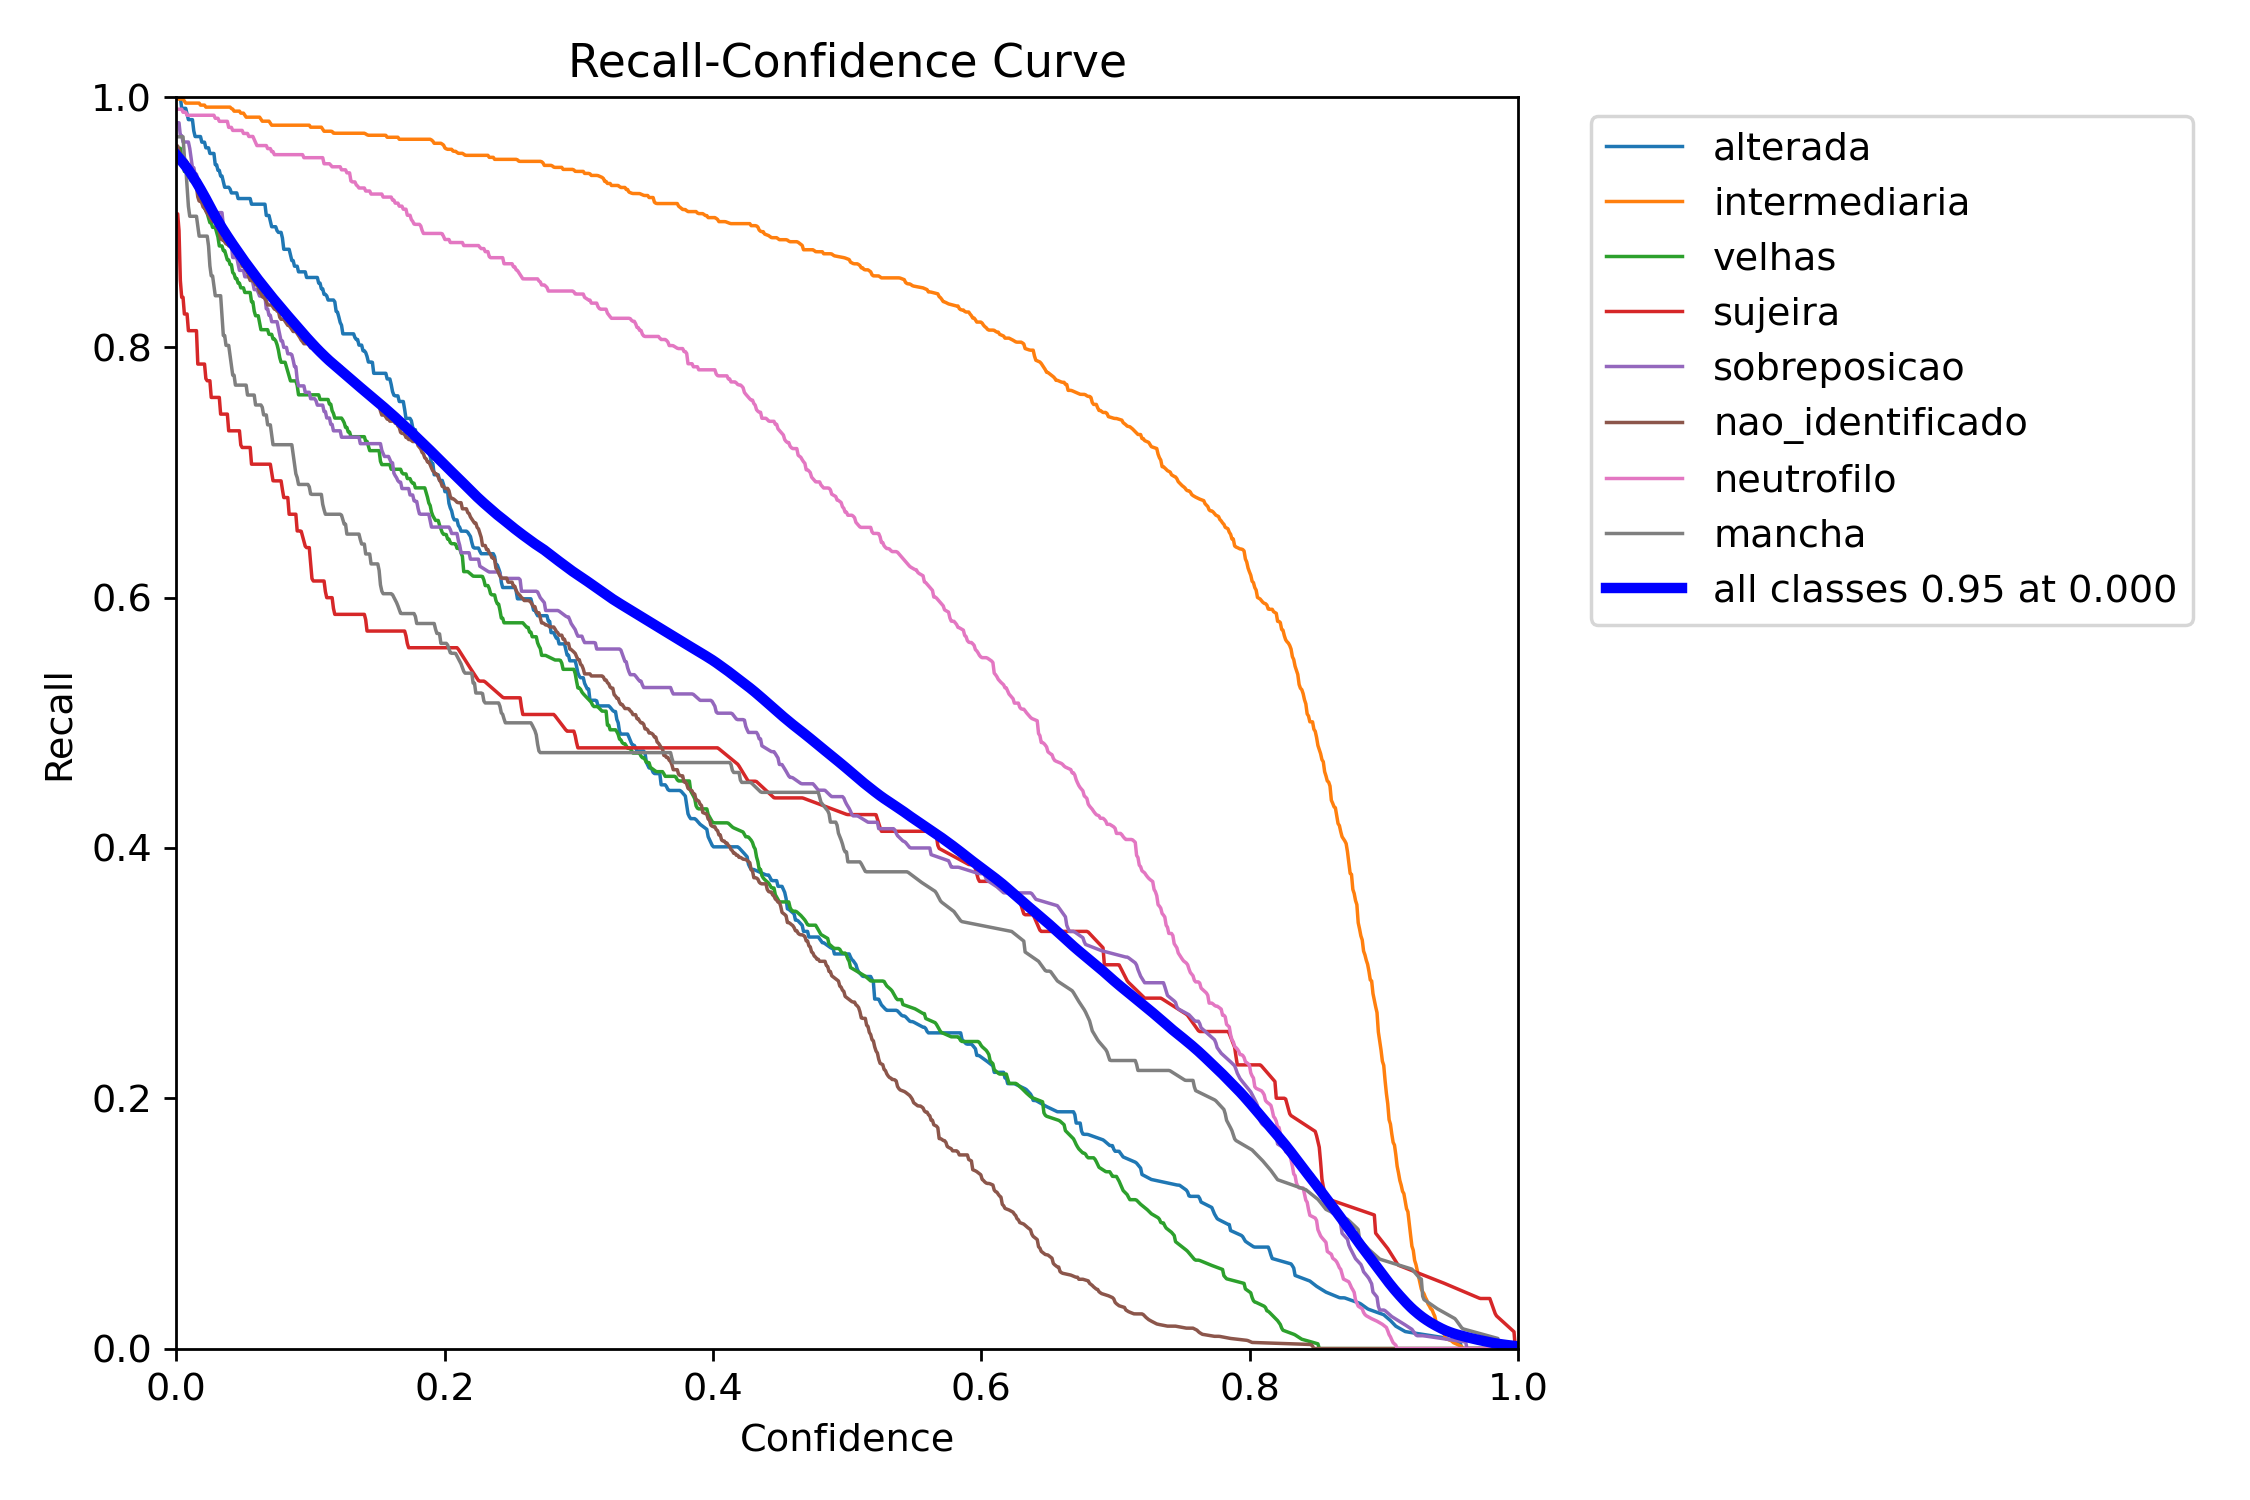 Recall-Confidence Curve
1.0
0.8
0.6
0.4
0.2
0.0
Recall
0.0 0.2 0.4 0.6 0.8 1.0
Confidence
alterada
intermediaria
velhas
sujeira
sobreposicao
nao_identificado
neutrofilo
mancha
all classes 0.95 at 0.000